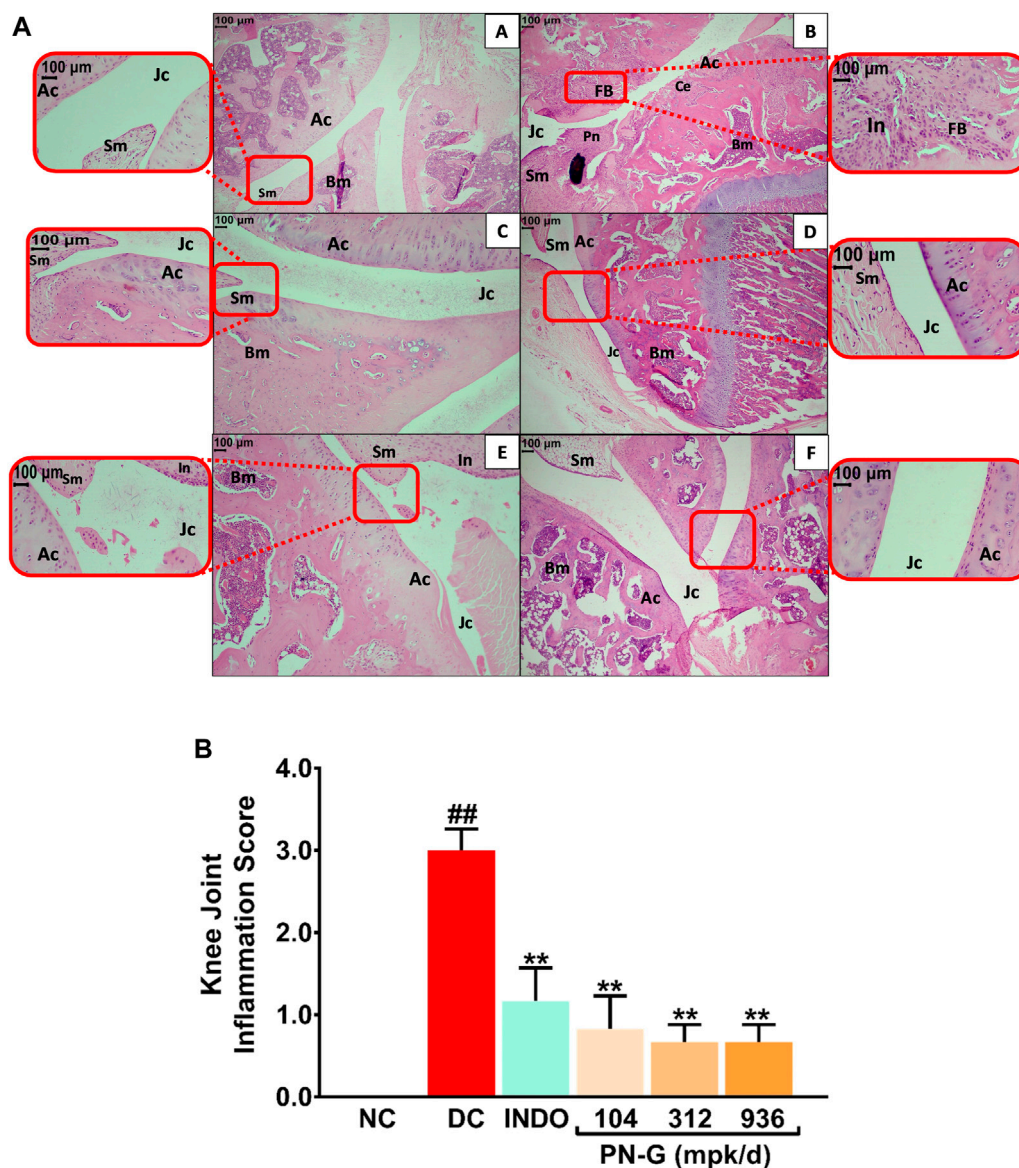 A
100 µm
Ac
Jc
Sm
100 µm
A
Ac
Bm
Sm
100 µm
B
Ac
FB
Ce
Jc
Pn
Bm
Sm
100 µm
In
FB
100 µm
Sm
Jc
Ac
100 µm
C
Ac
Sm
Jc
Bm
100 µm
D
Sm
Ac
Jc
Bm
100 µm
Sm
Ac
Jc
100 µm
Sm
In
Jc
Ac
100 µm
Sm
In
E
Bm
Ac
Jc
100 µm
F
Sm
Bm
Ac
Jc
100 µm
Jc
Ac
B
Knee Joint
Inflammation Score
4.0
3.0
2.0
1.0
0.0
##
**
**
**
**
NC DC INDO 104 312 936
PN-G (mpk/d)